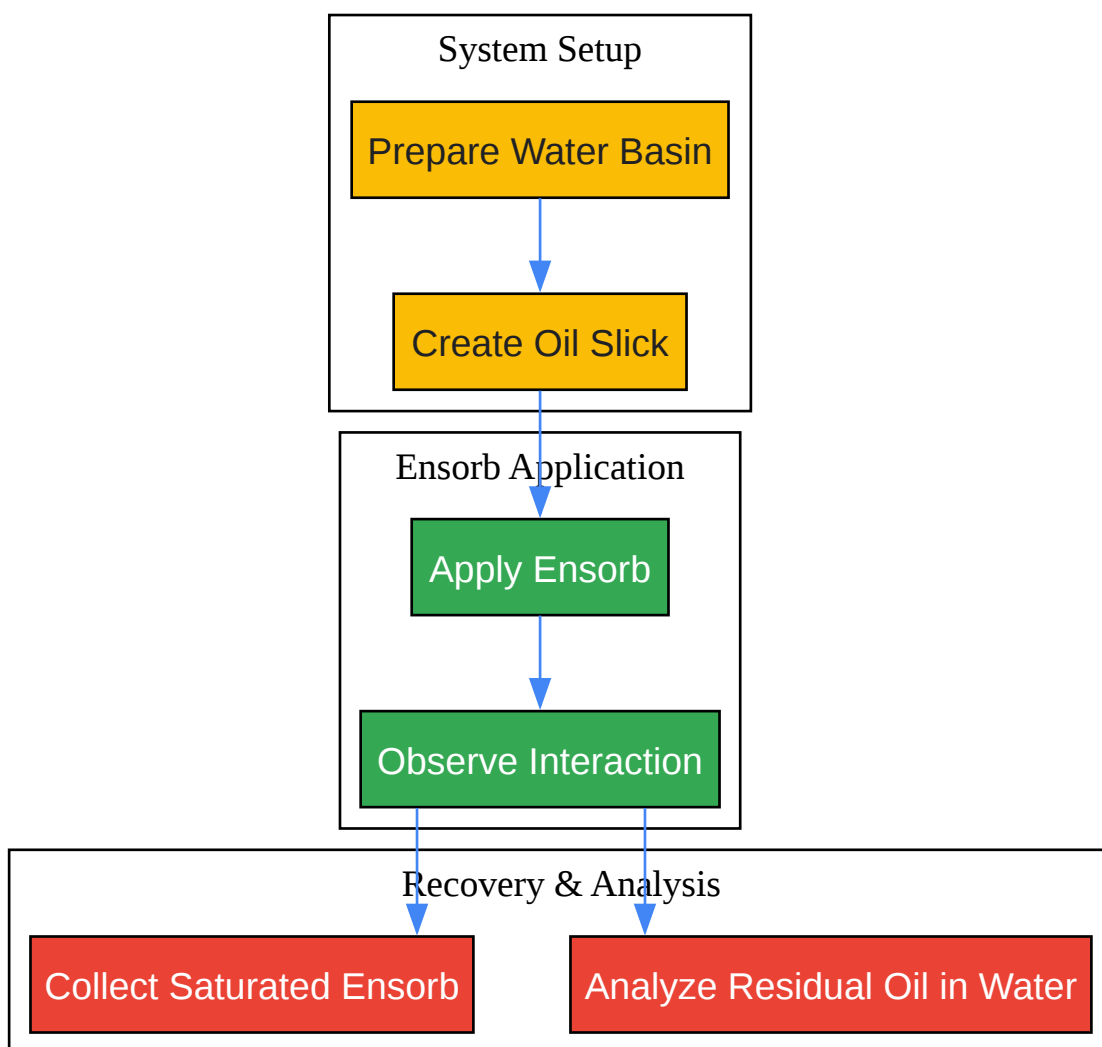 System Setup
Prepare Water Basin
Create Oil Slick
Ensorb Application
Apply Ensorb
Observe Interaction
Recovery & Analysis
Collect Saturated Ensorb
Analyze Residual Oil in Water